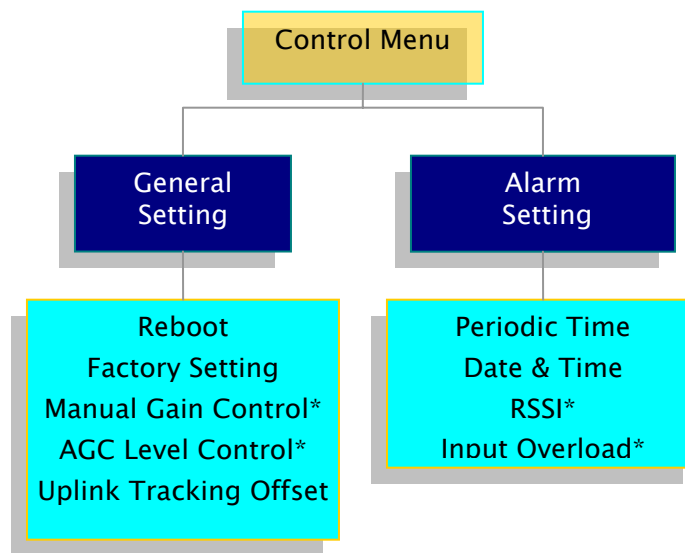 Control Menu
General
Setting
Alarm
Setting
Reboot
Factory Setting
Manual Gain Control*
AGC Level Control*
Uplink Tracking Offset
Periodic Time
Date & Time
RSSI*
Input Overload*